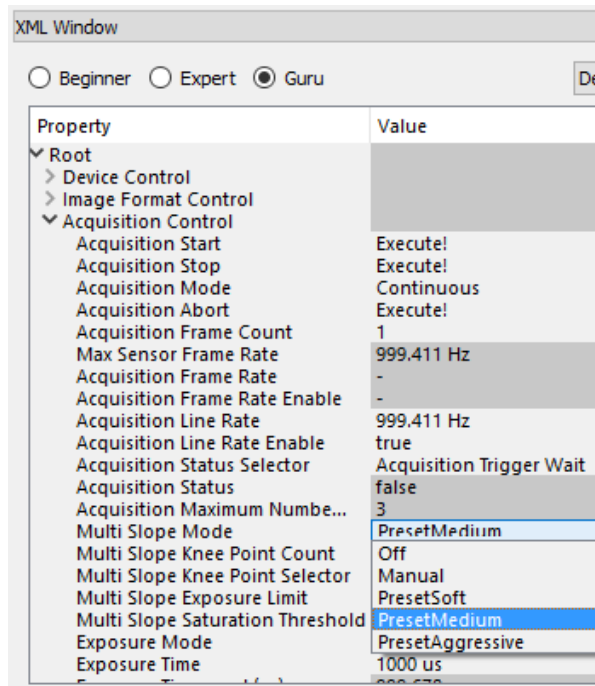 XML Window
Beginner Expert Guru De
Property Value
Root
Device Control
Image Format Control
Acquisition Control
Acquisition Start Execute!
Acquisition Stop Execute!
Acquisition Mode Continuous
Acquisition Abort Execute!
Acquisition Frame Count 1
Max Sensor Frame Rate 999.411 Hz
Acquisition Frame Rate -
Acquisition Frame Rate Enable -
Acquisition Line Rate 999.411 Hz
Acquisition Line Rate Enable true
Acquisition Status Selector Acquisition Trigger Wait
Acquisition Status false
Acquisition Maximum Numbe... 3
Multi Slope Mode PresetMedium
Multi Slope Knee Point Count Off
Multi Slope Knee Point Selector Manual
Multi Slope Exposure Limit PresetSoft
Multi Slope Saturation Threshold PresetMedium
Exposure Mode PresetAggressive
Exposure Time 1000 us